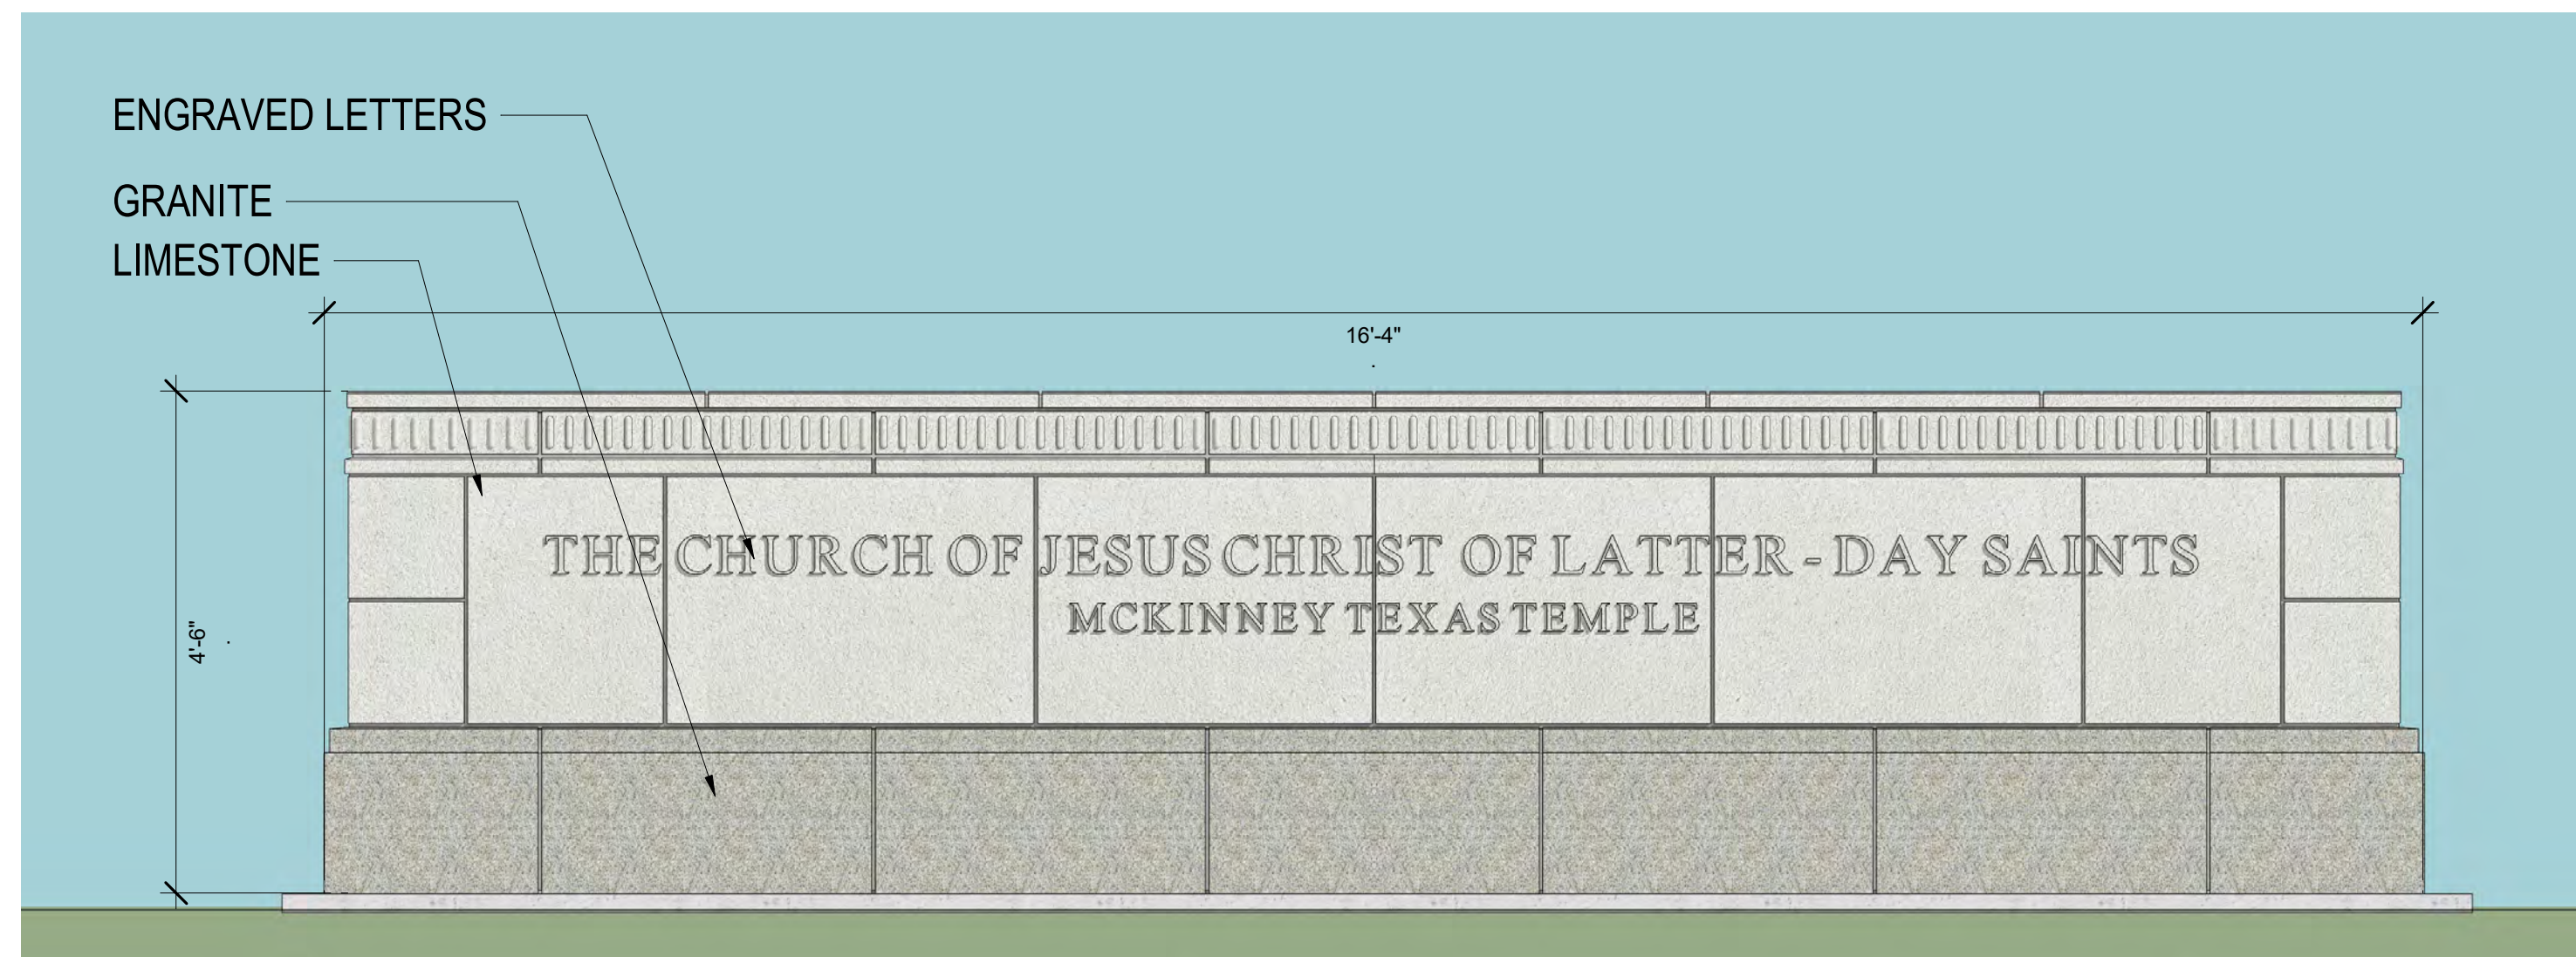 ENGRAVED LETTERS
GRANITE
LIMESTONE
16'-4"
4'-6"
THE CHURCH OF JESUS CHRIST OF LATTER-DAY SAINTS
MCKINNEY TEXAS TEMPLE